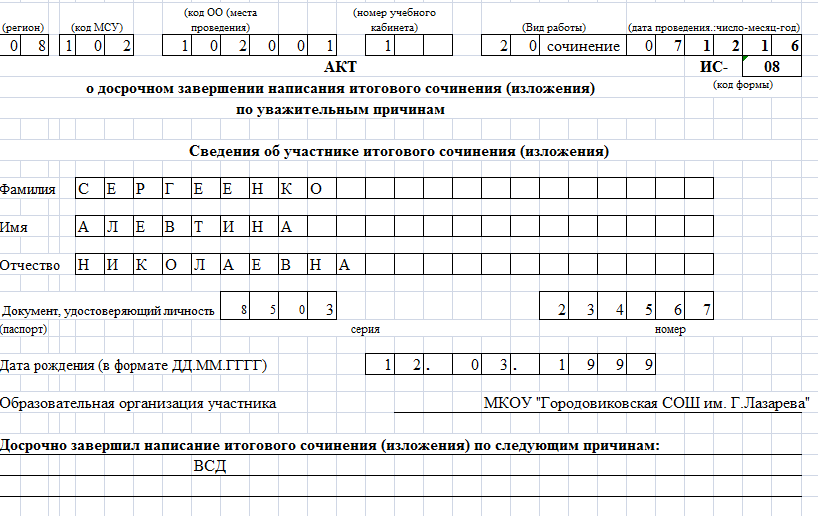 (код ОО (места (номер учебного
(регион) (код МСУ) проведения) кабинета) (Вид работы) (дата проведения.:число-месяц-год)
0 8 1 0 2 1 0 2 0 0 1 1 2 0 сочинение 0 7 1 2 1 6
АКТ ИС- 08
о досрочном завершении написания итогового сочинения (изложения) (код формы)
по уважительным причинам
Сведения об участнике итогового сочинения (изложения)
Фамилия С Е Р Г Е Е Н К О
Имя А Л Е В Т И Н А
Отчество Н И К О Л А Е В Н А
Документ, удостоверяющий личность 8 5 0 3 2 3 4 5 6 7
(паспорт) серия номер
Дата рождения (в формате ДД.ММ.ГГГГ) 1 2 . 0 3 . 1 9 9 9
Образовательная организация участника МКОУ "Городовиковская СОШ им. Г.Лазарева"
Досрочно завершил написание итогового сочинения (изложения) по следующим причинам:
ВСД